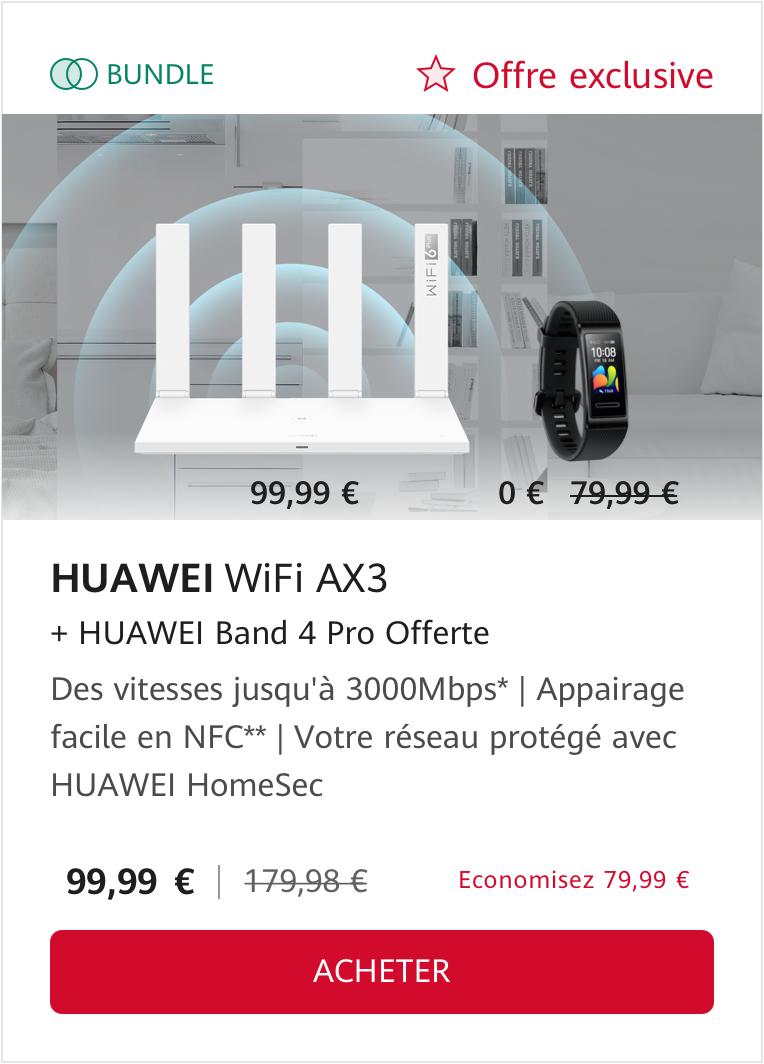 BUNDLE
Offre exclusive
WiFi 6 Plus
10:08
99,99 €
0 € 79,99 €
HUAWEI WiFi AX3
+ HUAWEI Band 4 Pro Offerte
Des vitesses jusqu'à 3000Mbps* | Appairage
facile en NFC** | Votre réseau protégé avec
HUAWEI HomeSec
99,99 € | 179,98 €
Economisez 79,99 €
ACHETER